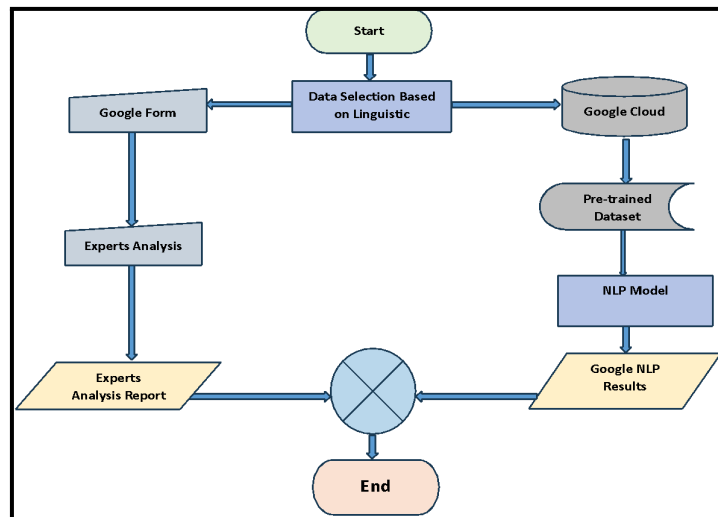 Start
Data Selection Based
on Linguistic
Google Form
Google Cloud
Pre-trained
Dataset
Experts Analysis
NLP Model
Experts
Analysis Report
Google NLP
Results
End